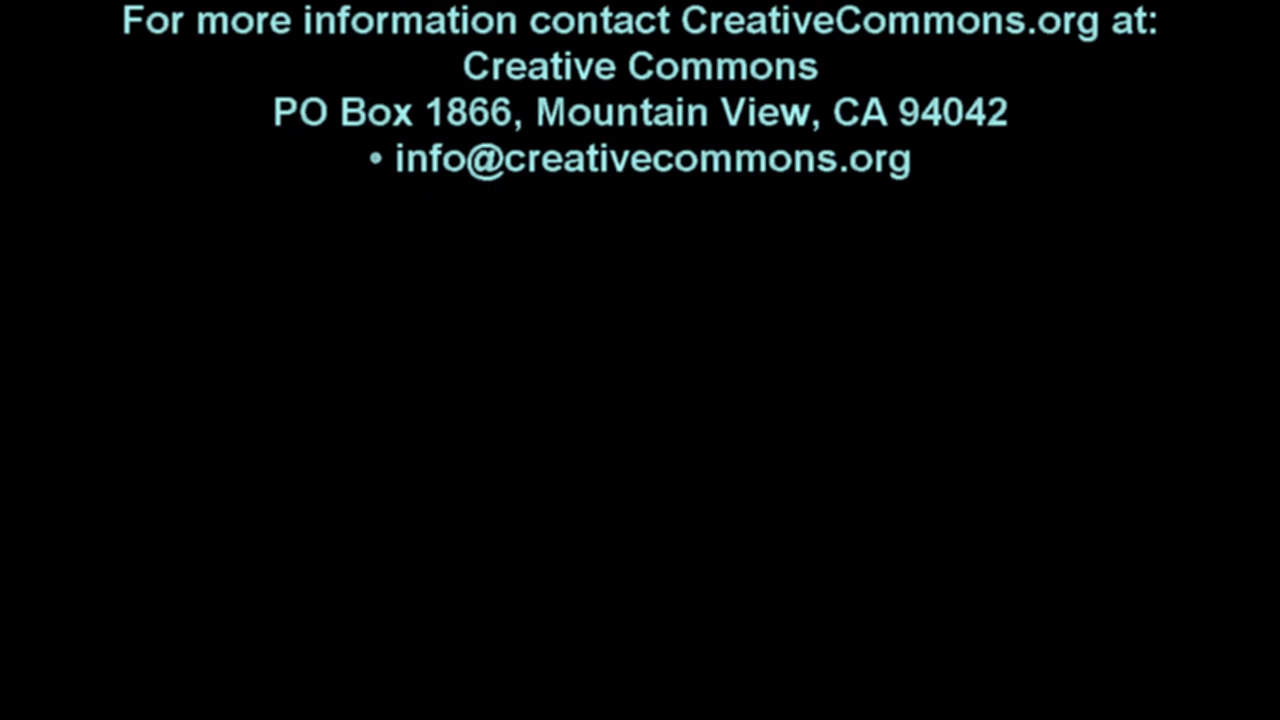 For more information contact CreativeCommons.org at:
Creative Commons
PO Box 1866, Mountain View, CA 94042
• info@creativecommons.org